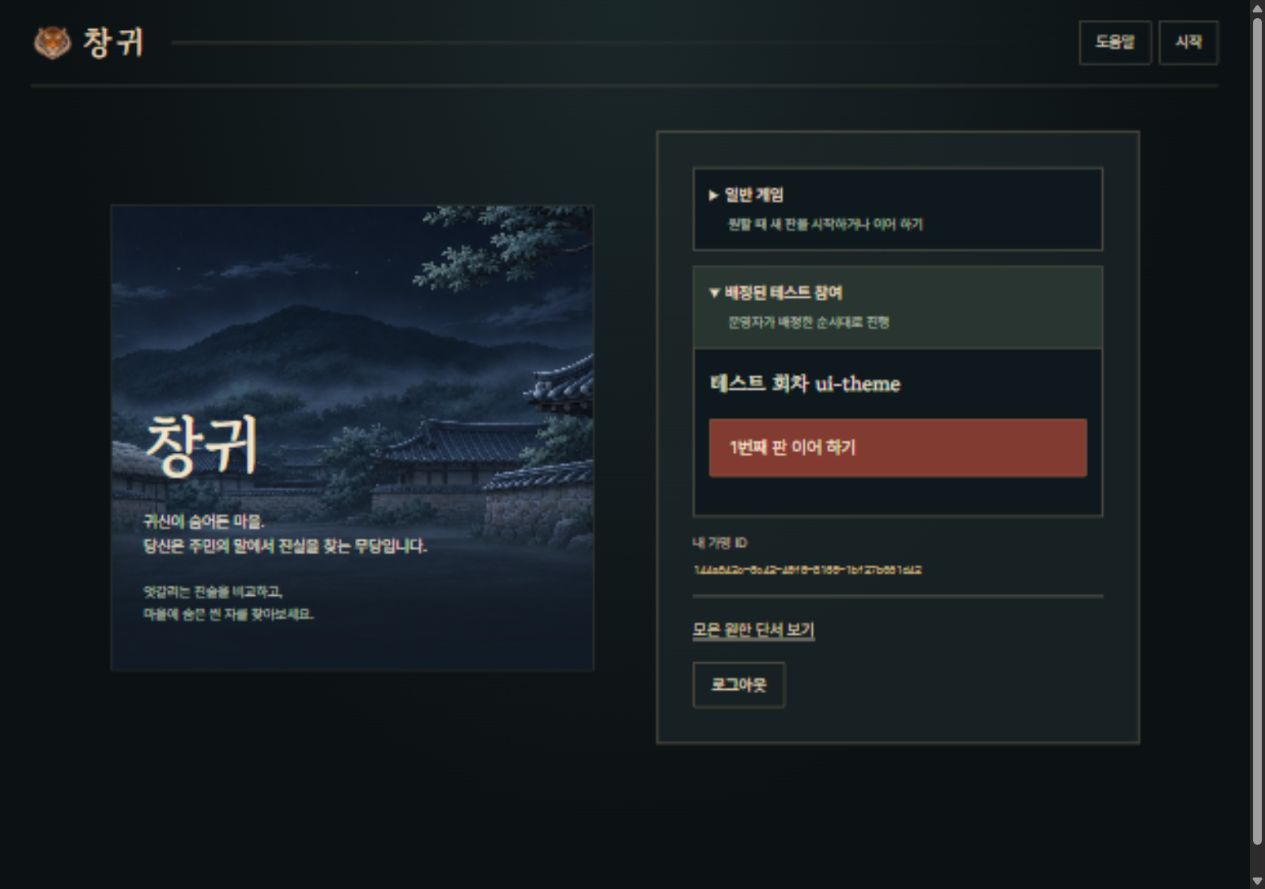 창귀
도움말
시작
창귀
귀신이 숨어든 마을.
당신은 주민의 말에서 진실을 찾는 무당입니다.
엇갈리는 진술을 비교하고,
마을에 숨은 씐 자를 찾아보세요.
▶ 일반 게임
원할 때 새 판을 시작하거나 이어 하기
▼ 배정된 테스트 참여
운영자가 배정한 순서대로 진행
테스트 회차 ui-theme
1번째 판 이어 하기
내 가명 ID
모은 원한 단서 보기
로그아웃